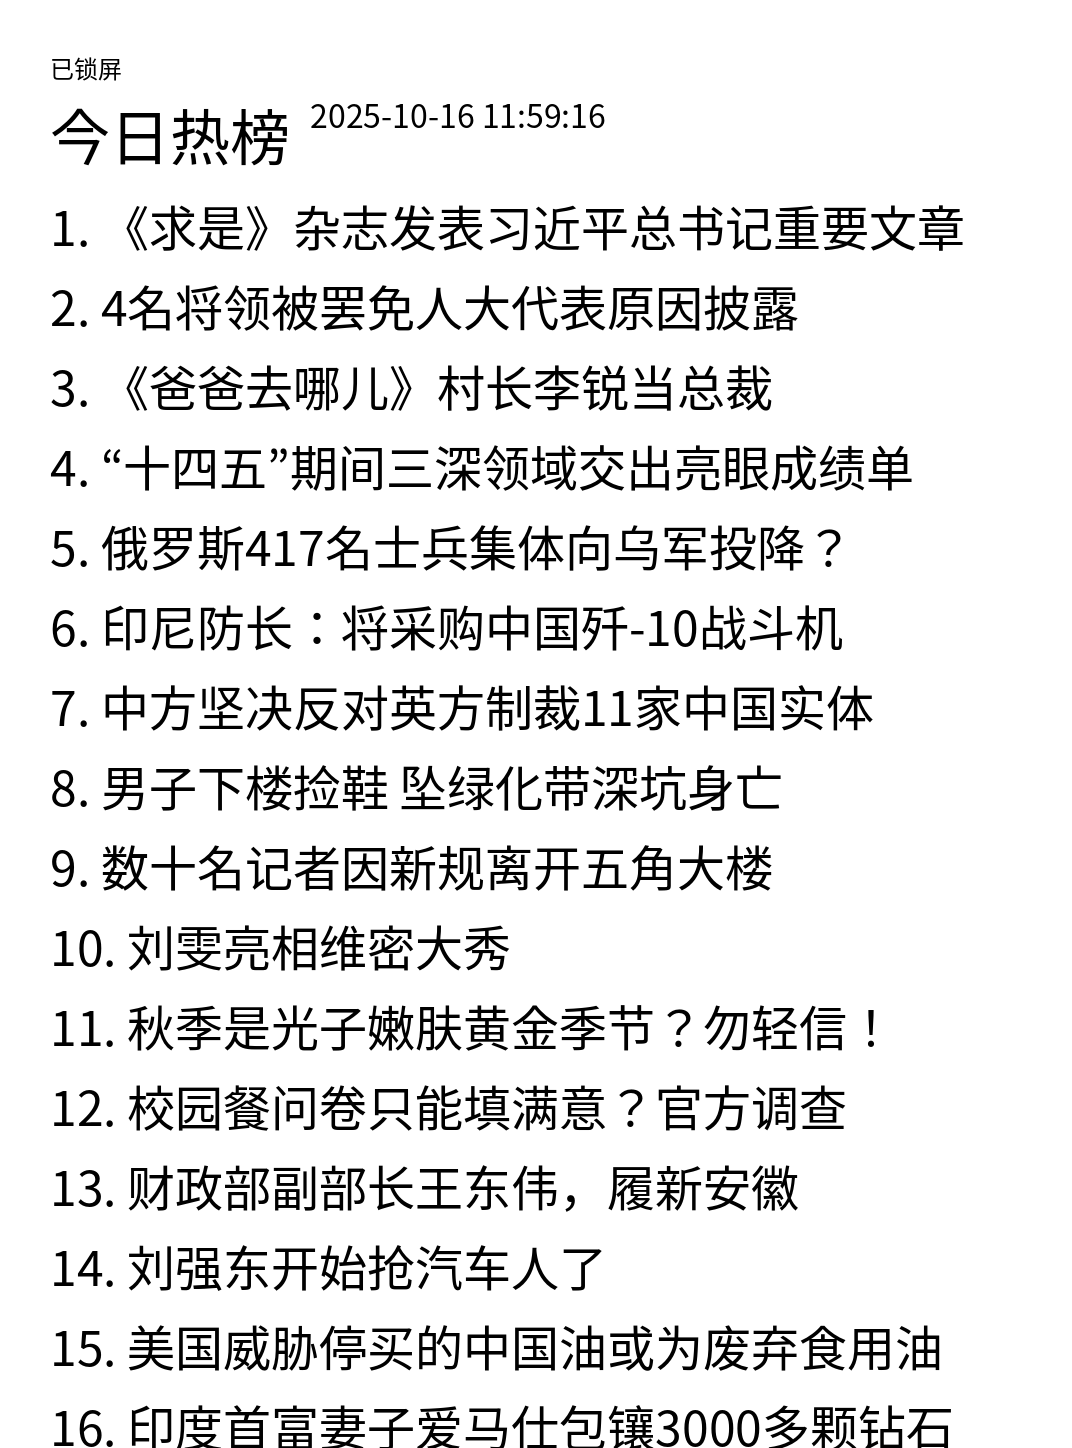 已锁屏
今日热榜 2025-10-16 11:59:16
1. 《求是》杂志发表习近平总书记重要文章
2. 4名将领被罢免人大代表原因披露
3. 《爸爸去哪儿》村长李锐当总裁
4. “十四五”期间三深领域交出亮眼成绩单
5. 俄罗斯417名士兵集体向乌军投降？
6. 印尼防长：将采购中国歼-10战斗机
7. 中方坚决反对英方制裁11家中国实体
8. 男子下楼捡鞋 坠绿化带深坑身亡
9. 数十名记者因新规离开五角大楼
10. 刘雯亮相维密大秀
11. 秋季是光子嫩肤黄金季节？勿轻信！
12. 校园餐问卷只能填满意？官方调查
13. 财政部副部长王东伟，履新安徽
14. 刘强东开始抢汽车人了
15. 美国威胁停买的中国油或为废弃食用油
16. 印度首富妻子爱马仕包镶3000多颗钻石